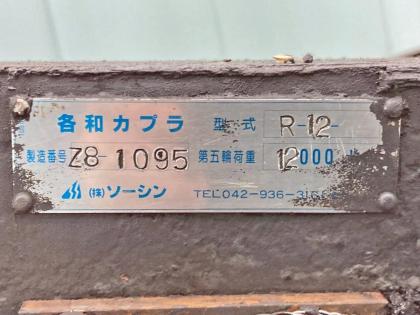 各和カプラ 型式 R-12-
製造番号 Z8-1095 第五輪荷重 12000
(株)ソーシン TEL042-936-31